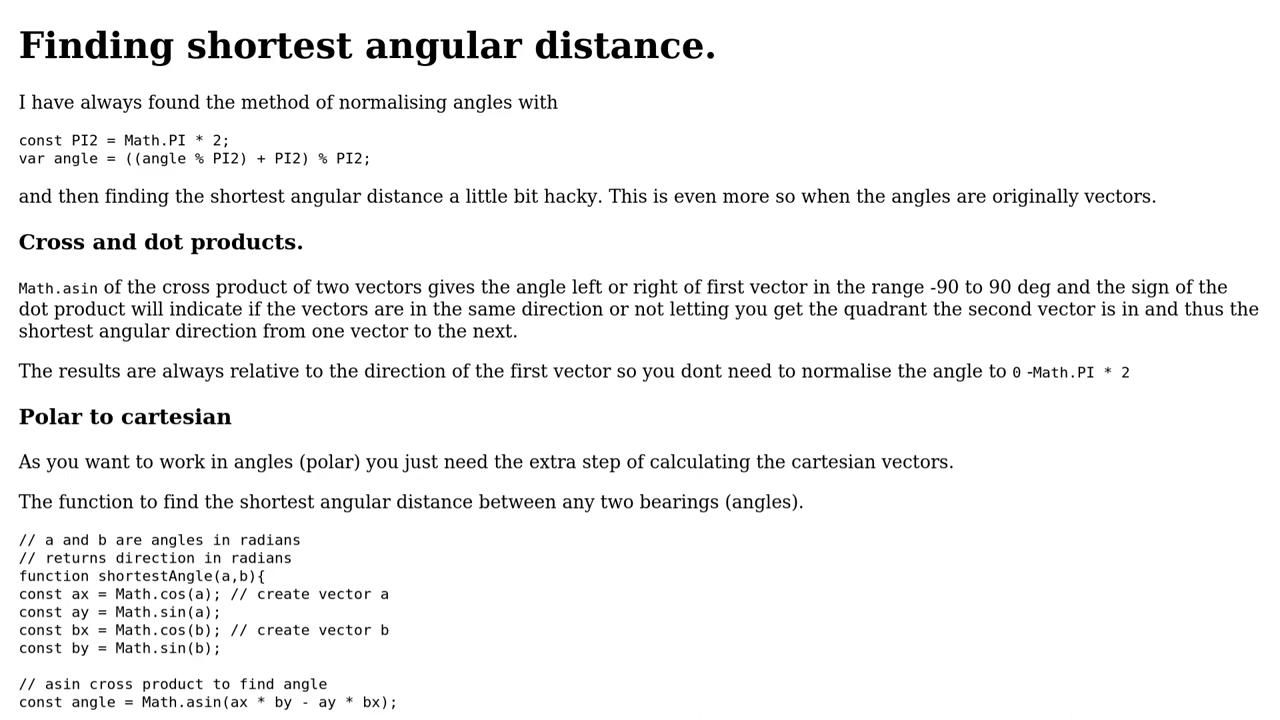 Finding shortest angular distance.
I have always found the method of normalising angles with
const PI2 = Math.PI * 2;
var angle = ((angle % PI2) + PI2) % PI2;
and then finding the shortest angular distance a little bit hacky. This is even more so when the angles are originally vectors.
Cross and dot products.
Math.asin of the cross product of two vectors gives the angle left or right of first vector in the range -90 to 90 deg and the sign of the
dot product will indicate if the vectors are in the same direction or not letting you get the quadrant the second vector is in and thus the
shortest angular direction from one vector to the next.
The results are always relative to the direction of the first vector so you dont need to normalise the angle to 0 -Math.PI * 2
Polar to cartesian
As you want to work in angles (polar) you just need the extra step of calculating the cartesian vectors.
The function to find the shortest angular distance between any two bearings (angles).
// a and b are angles in radians
// returns direction in radians
function shortestAngle(a,b){
const ax = Math.cos(a); // create vector a
const ay = Math.sin(a);
const bx = Math.cos(b); // create vector b
const by = Math.sin(b);
// asin cross product to find angle
const angle = Math.asin(ax * by - ay * bx);